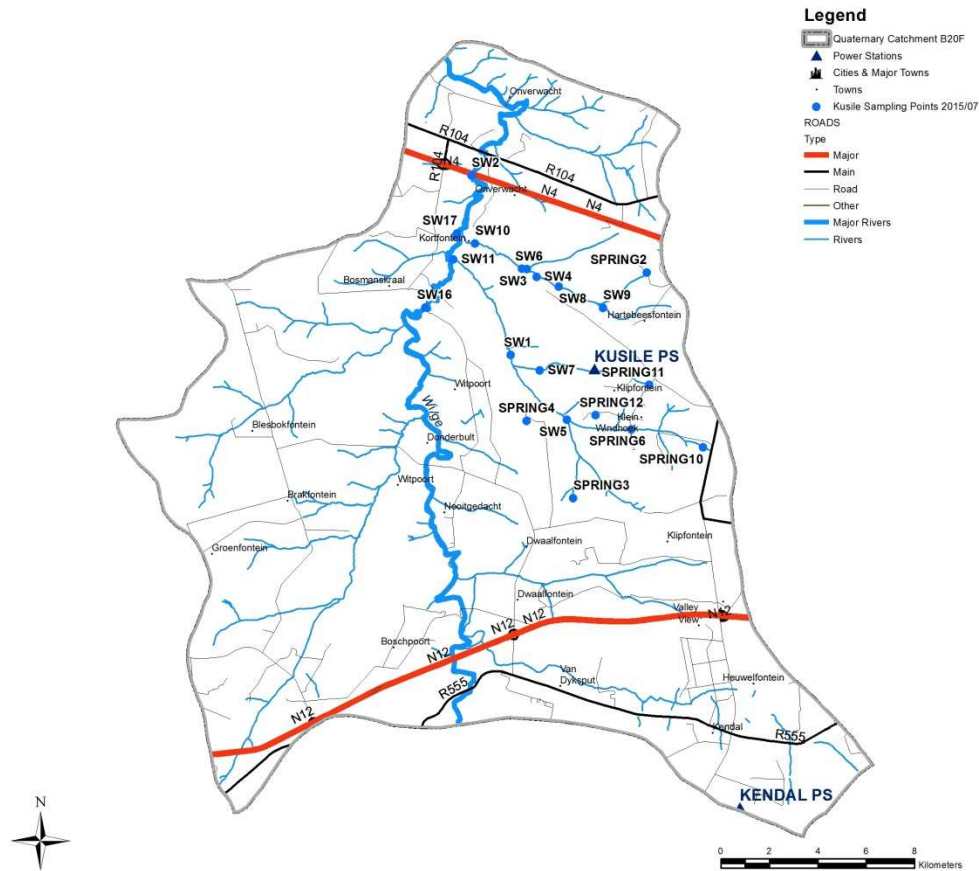 Legend
Quaternary Catchment B20F
Power Stations
Cities & Major Towns
Towns
Kusile Sampling Points 2015/07
ROADS
Type
Major
Main
Road
Other
Major Rivers
Rivers
Onverwacht
R104
R104
N4
SW2
R104
Onverwacht
N4
N4
SW17
Kortfontein
SW10
SW11
SW6
SPRING2
Bosmanskraal
SW3
SW4
SW16
SW8
SW9
Hartebeesfontein
SW1
KUSILE PS
SW7
SPRING11
Witpoort
Klipfontein
SPRING4
SPRING12
Wilge
Klein
Blesbokfontein
SW5
Windhoek
Donderbult
SPRING6
SPRING10
Witpoort
SPRING3
Brakfontein
Nooitgedacht
Groenfontein
Dwaalfontein
Klipfontein
Dwaalfontein
Valley
View
N12
N12
N12
Boschpoort
N12
Van
Dyksput
Heuwelfontein
R555
N12
Kendal
R555
KENDAL PS
N
0 2 4 6 8
Kilometers